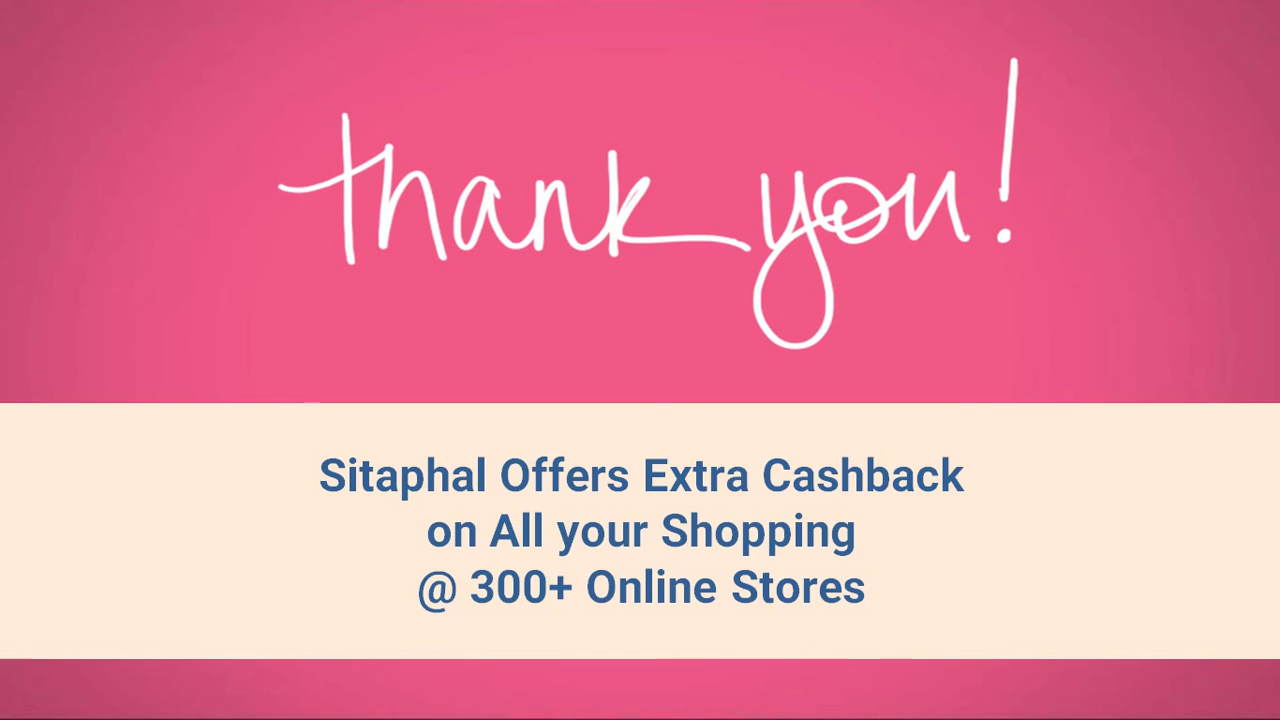 thank you!
Sitaphal Offers Extra Cashback
on All your Shopping
@ 300+ Online Stores